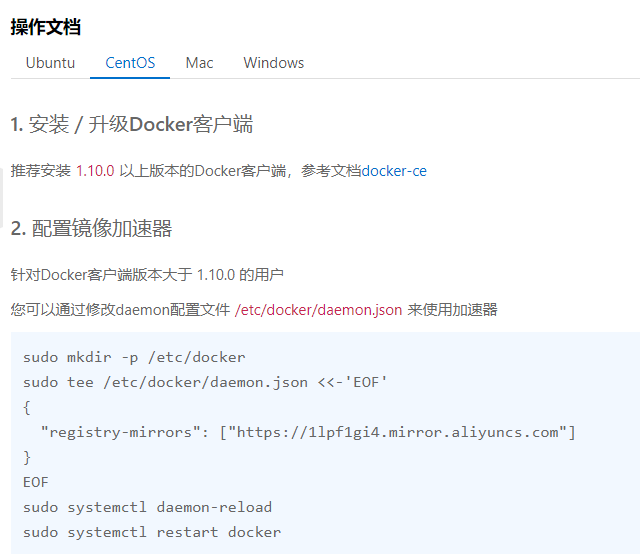 操作文档
Ubuntu CentOS Mac Windows
1. 安装 / 升级Docker客户端
推荐安装 1.10.0 以上版本的Docker客户端，参考文档docker-ce
2. 配置镜像加速器
针对Docker客户端版本大于 1.10.0 的用户
您可以通过修改daemon配置文件 /etc/docker/daemon.json 来使用加速器
sudo mkdir -p /etc/docker
sudo tee /etc/docker/daemon.json <<-'EOF'
{
  "registry-mirrors": ["https://1lpf1gi4.mirror.aliyuncs.com"]
}
EOF
sudo systemctl daemon-reload
sudo systemctl restart docker